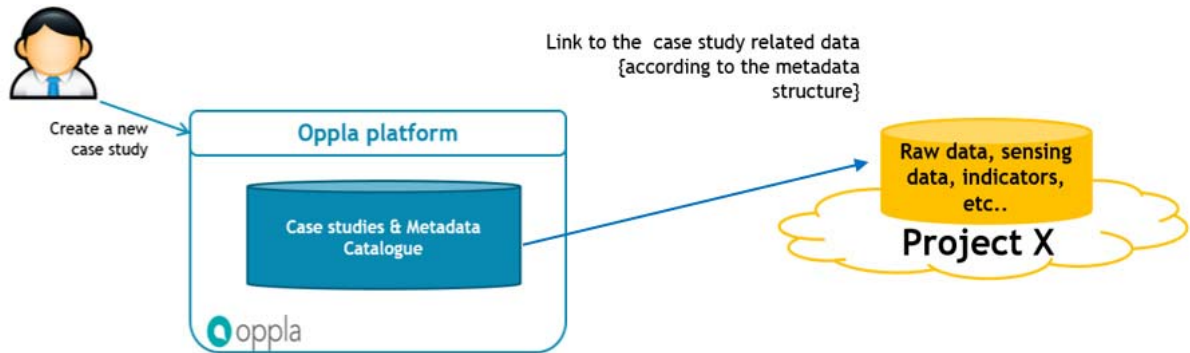 Link to the  case study related data
{according to the metadata
structure}
Create a new
case study
Oppla platform
Case studies & Metadata
Catalogue
oppla
Raw data, sensing
data, indicators,
etc..
Project X